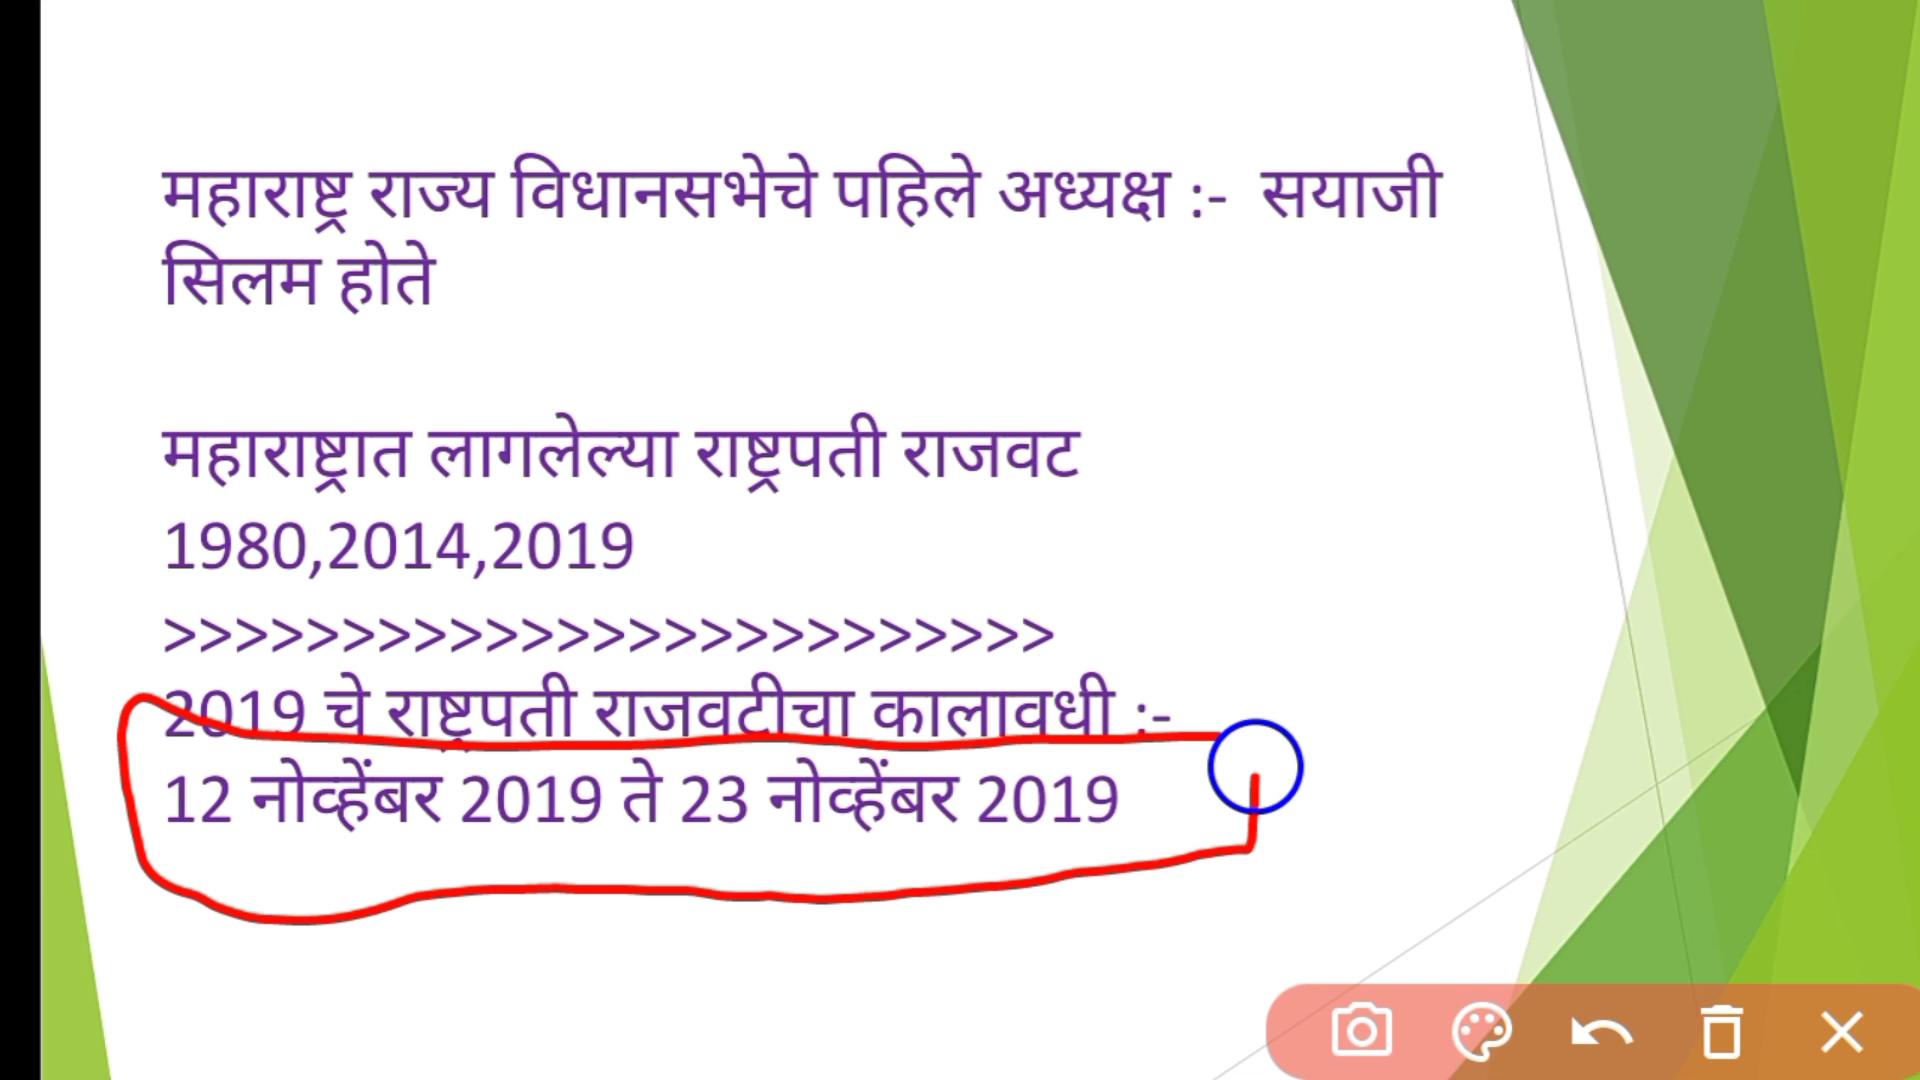 महाराष्ट्र राज्य विधानसभेचे पहिले अध्यक्ष :- सयाजी
सिलम होते
महाराष्ट्रात लागलेल्या राष्ट्रपती राजवट
1980,2014,2019
>>>>>>>>>>>>>>>>>>>>>>>>>
2019 चे राष्ट्रपती राजवटीचा कालावधी :-
12 नोव्हेंबर 2019 ते 23 नोव्हेंबर 2019